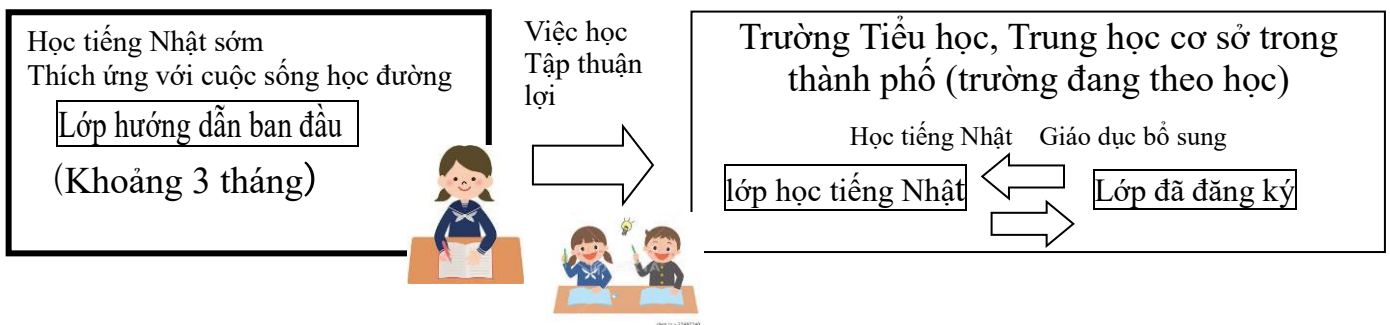 Học tiếng Nhật sớm
Thích ứng với cuộc sống học đường
Lớp hướng dẫn ban đầu
(Khoảng 3 tháng)
Việc học
Tập thuận
lợi
Trường Tiểu học, Trung học cơ sở trong
thành phố (trường đang theo học)
Học tiếng Nhật Giáo dục bổ sung
lớp học tiếng Nhật Lớp đã đăng ký